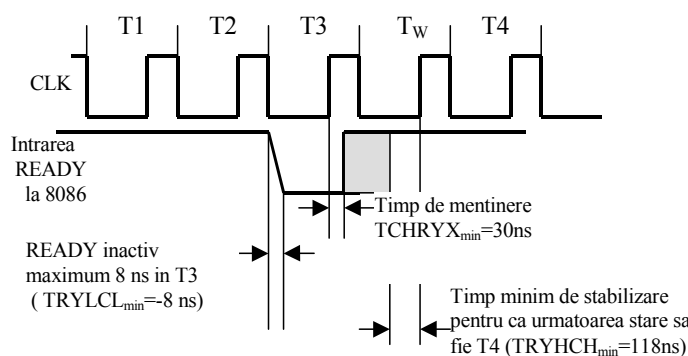 T1 T2 T3 TW T4
CLK
Intrarea
READY
la 8086
Timp de mentinere
TCHRYXmin=30ns
READY inactiv
maximum 8 ns in T3
( TRYLCLmin=-8 ns)
Timp minim de stabilizare
pentru ca urmatoarea stare sa
fie T4 (TRYHCHmin=118ns)